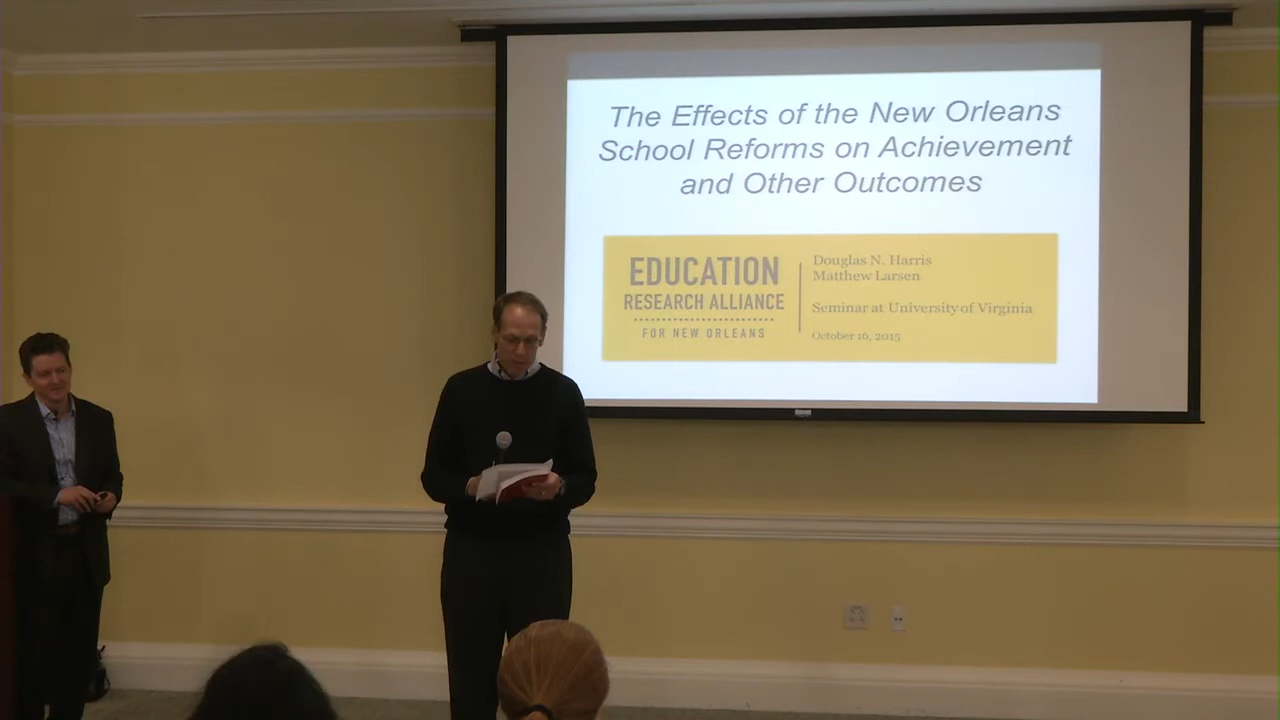 The Effects of the New Orleans
School Reforms on Achievement
and Other Outcomes
EDUCATION
RESEARCH ALLIANCE
FOR NEW ORLEANS
Douglas N. Harris
Matthew Larsen
Seminar at University of Virginia
October 16, 2015